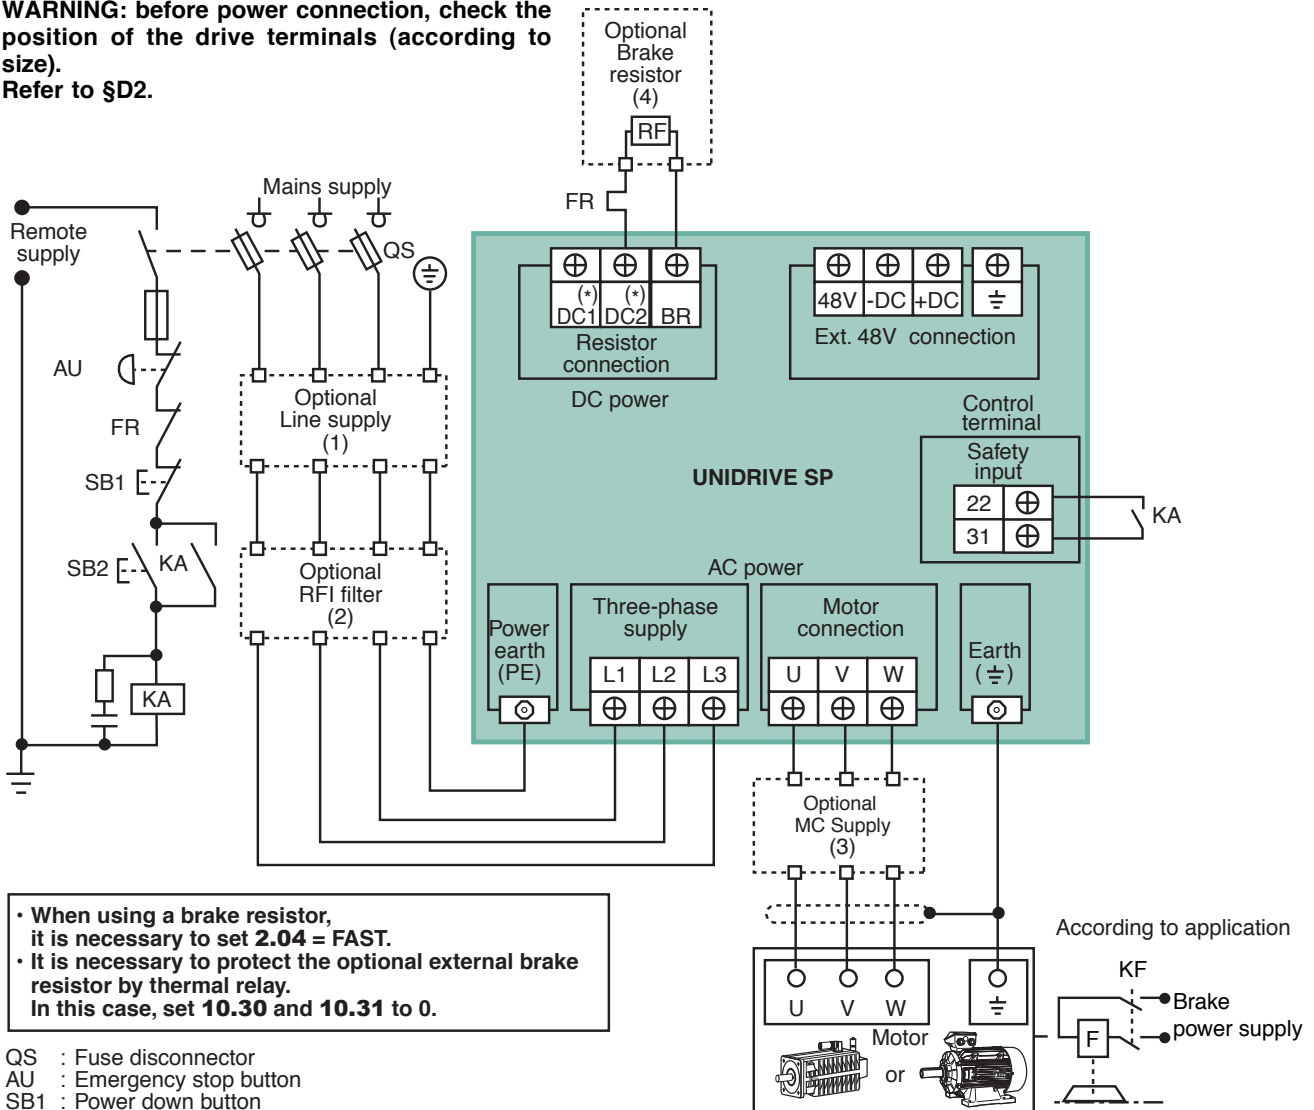 WARNING: before power connection, check the
position of the drive terminals (according to
size).
Refer to §D2.
Optional
Brake
resistor
(4)
RF
FR
Mains supply
Remote
supply
QS
AU
FR
SB1
SB2
KA
KA
Optional
Line supply
(1)
Optional
RFI filter
(2)
(*)
DC1
(*)
DC2
BR
Resistor
connection
DC power
48V
-DC
+DC
Ext. 48V connection
Control
terminal
Safety
input
22
31
KA
UNIDRIVE SP
AC power
Power
earth
(PE)
Three-phase
supply
L1
L2
L3
Motor
connection
U
V
W
Earth
(⏚)
Optional
MC Supply
(3)
U
V
W
Motor
or
According to application
KF
Brake
power supply
F
· When using a brake resistor,
it is necessary to set 2.04 = FAST.
· It is necessary to protect the optional external brake
resistor by thermal relay.
In this case, set 10.30 and 10.31 to 0.
QS : Fuse disconnector
AU : Emergency stop button
SB1 : Power down button